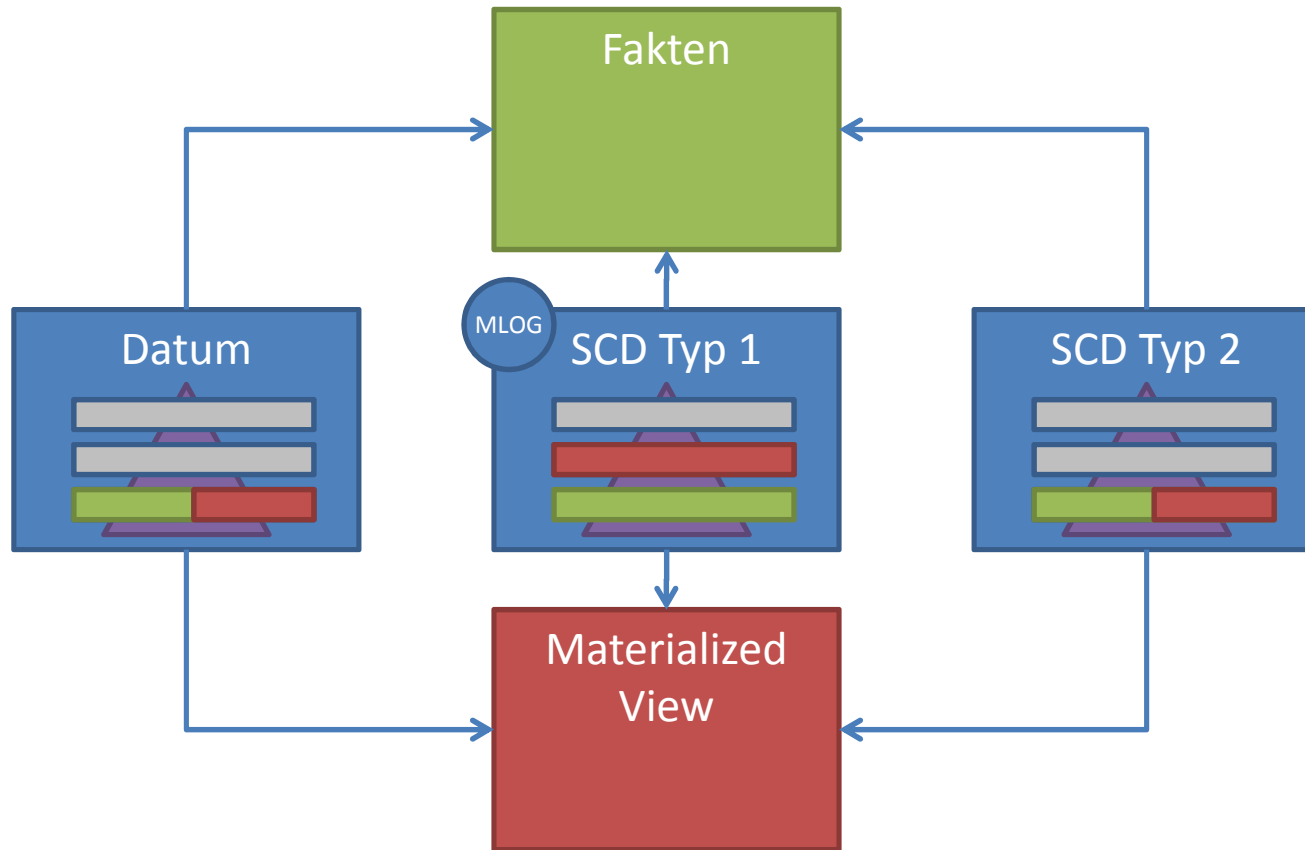 Fakten
MLOG
Datum
SCD Typ 1
SCD Typ 2
Materialized
View